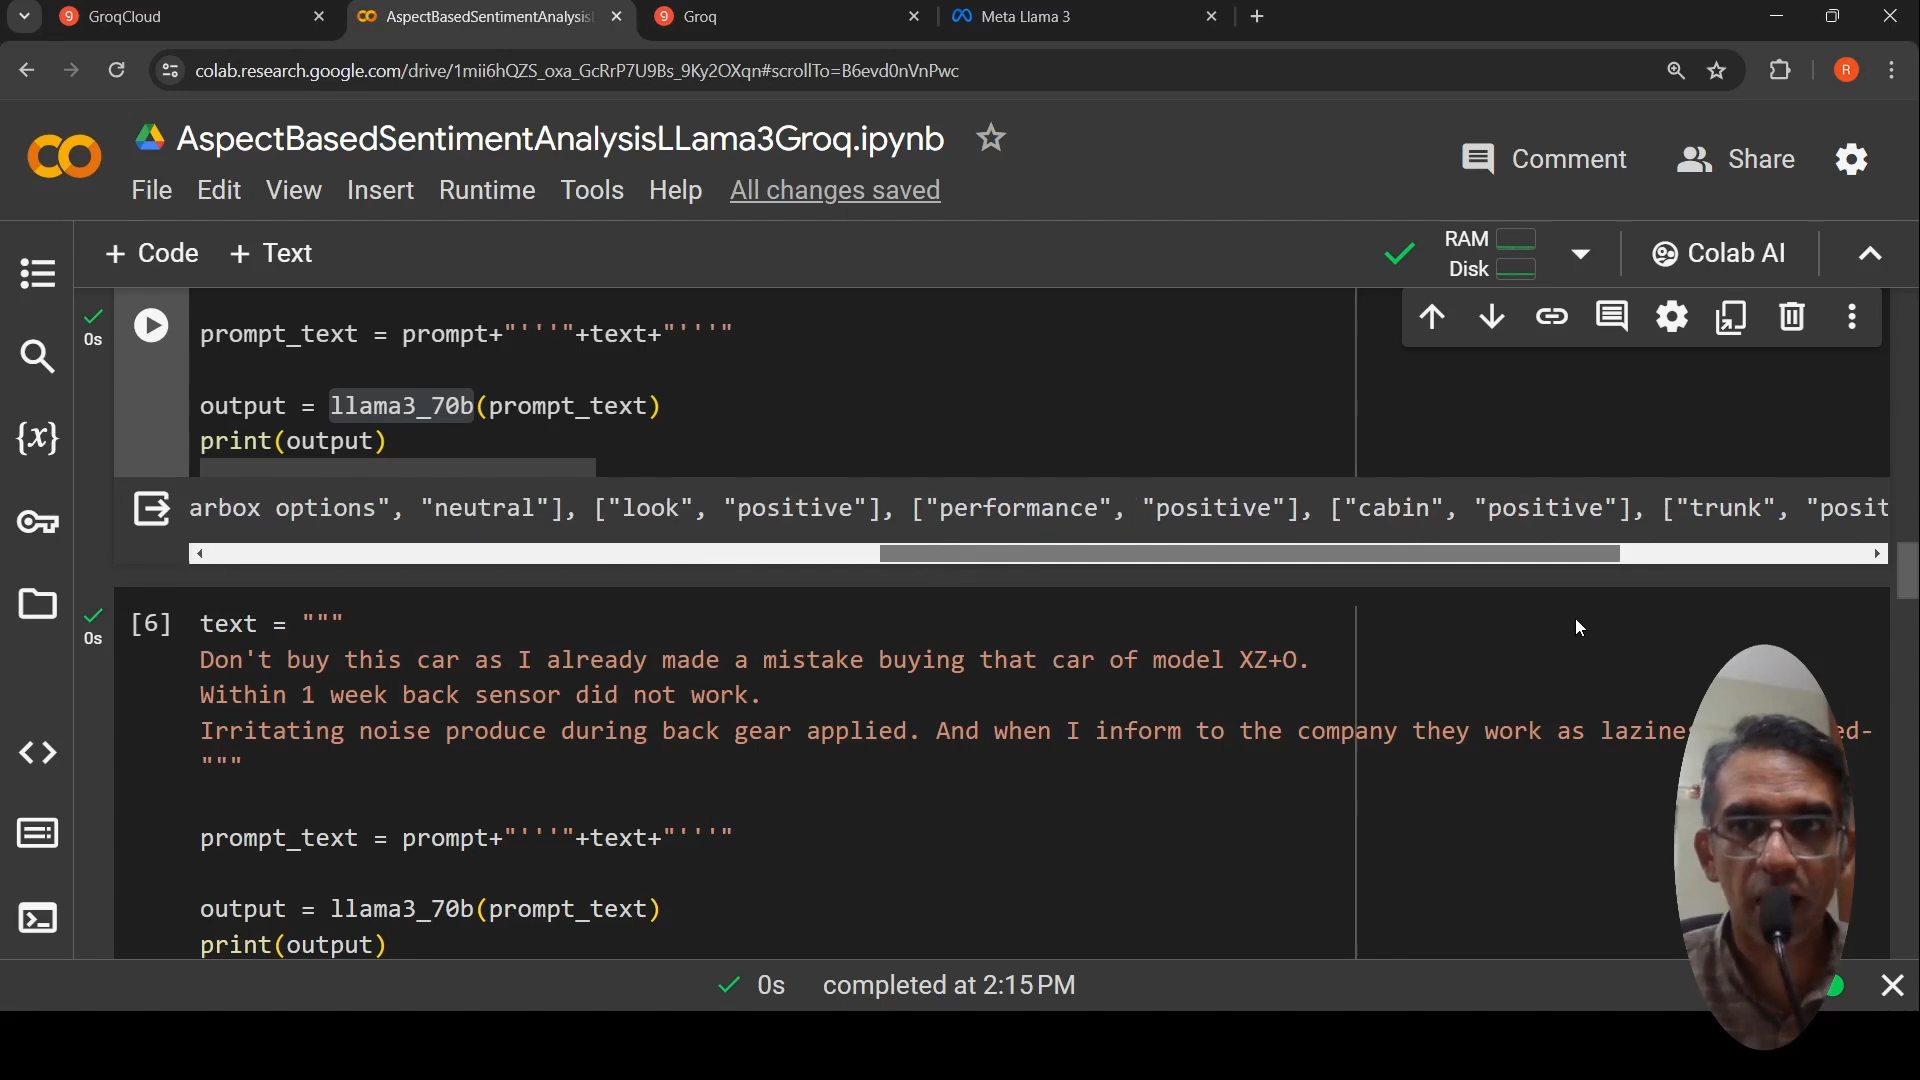 GroqCloud
AspectBasedSentimentAnalysis
Groq
Meta Llama 3
colab.research.google.com/drive/1mii6hQZS_oxa_GcRrP7U9Bs_9Ky2OXqn#scrollTo=B6evd0nVnPwc
R
AspectBasedSentimentAnalysisLLama3Groq.ipynb
Comment
Share
File Edit View Insert Runtime Tools Help All changes saved
+ Code + Text
RAM
Disk
Colab AI
0s
prompt_text = prompt+"'''"+text+"'''"
output = llama3_70b(prompt_text)
print(output)
arbox options", "neutral"], ["look", "positive"], ["performance", "positive"], ["cabin", "positive"], ["trunk", "posit
{x}
0s
[6] text = """
Don't buy this car as I already made a mistake buying that car of model XZ+O.
Within 1 week back sensor did not work.
Irritating noise produce during back gear applied. And when I inform to the company they work as lazines ed-
"""
prompt_text = prompt+"'''"+text+"'''"
output = llama3_70b(prompt_text)
print(output)
0s completed at 2:15 PM